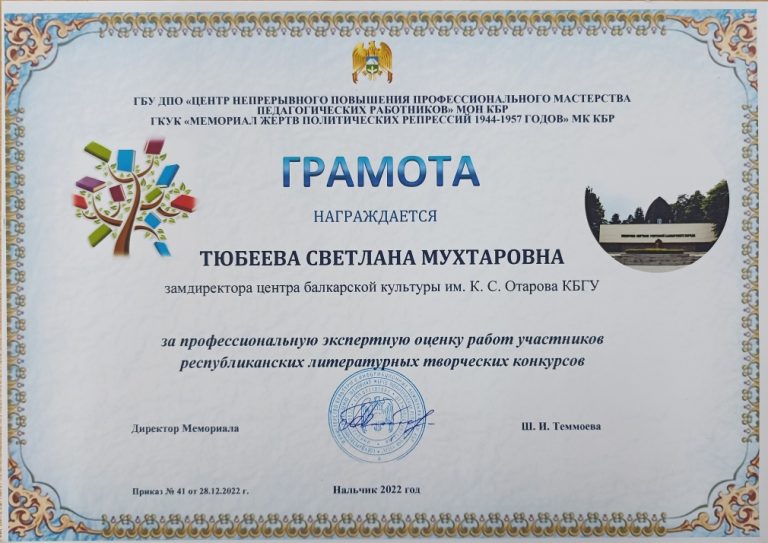 ГБУ ДПО «ЦЕНТР НЕПРЕРЫВНОГО ПОВЫШЕНИЯ ПРОФЕССИОНАЛЬНОГО МАСТЕРСТВА
ПЕДАГОГИЧЕСКИХ РАБОТНИКОВ» МОН КБР
ГКУК «МЕМОРИАЛ ЖЕРТВ ПОЛИТИЧЕСКИХ РЕПРЕССИЙ 1944-1957 ГОДОВ» МК КБР
ГРАМОТА
НАГРАЖДАЕТСЯ
ТЮБЕЕВА СВЕТЛАНА МУХТАРОВНА
замдиректора центра балкарской культуры им. К. С. Отарова КБГУ
за профессиональную экспертную оценку работ участников
республиканских литературных творческих конкурсов
Директор Мемориала
Ш. И. Теммоева
Приказ № 41 от 28.12.2022 г.
Нальчик 2022 год